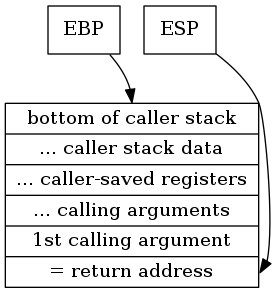 EBP
ESP
bottom of caller stack
... caller stack data
... caller-saved registers
... calling arguments
1st calling argument
= return address